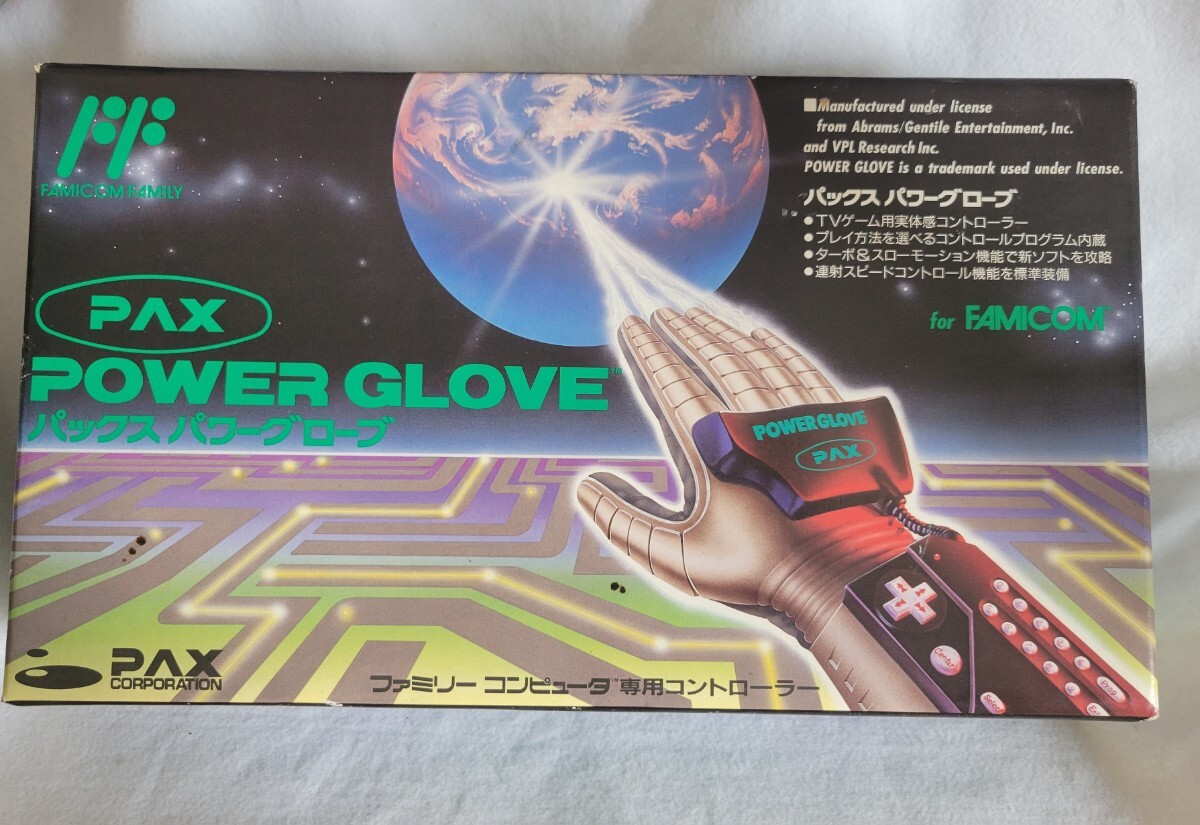 FAMICOM FAMILY
■Manufactured under license
from Abrams/Gentile Entertainment, Inc.
and VPL Research Inc.
POWER GLOVE is a trademark used under license.
パックス パワーグローブ
●TVゲーム用実体感コントローラー
●プレイ方法を選べるコントロールプログラム内蔵
●ターボ&スローモーション機能で新ソフトを攻略
●連射スピードコントロール機能を標準装備
for FAMICOM™
PAX
POWER GLOVE™
パックス パワーグローブ
POWER GLOVE
PAX
Center
Select
Prog
PAX
CORPORATION
ファミリー コンピュータ™専用コントローラー